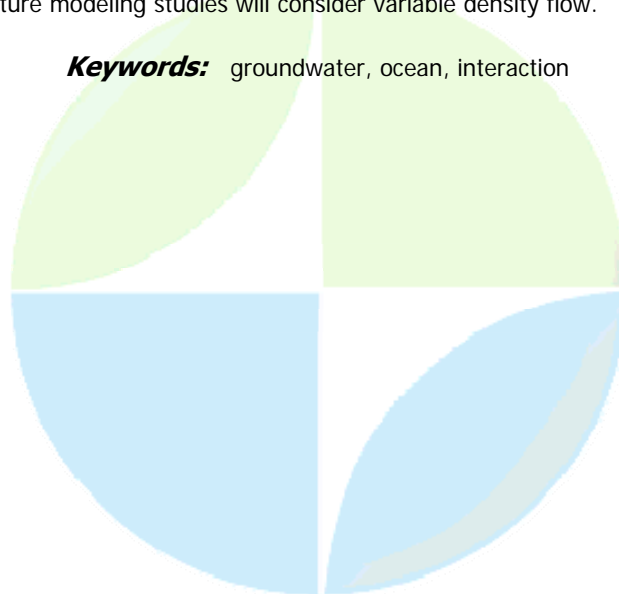 ture modeling studies will consider variable density flow.
Keywords: groundwater, ocean, interaction